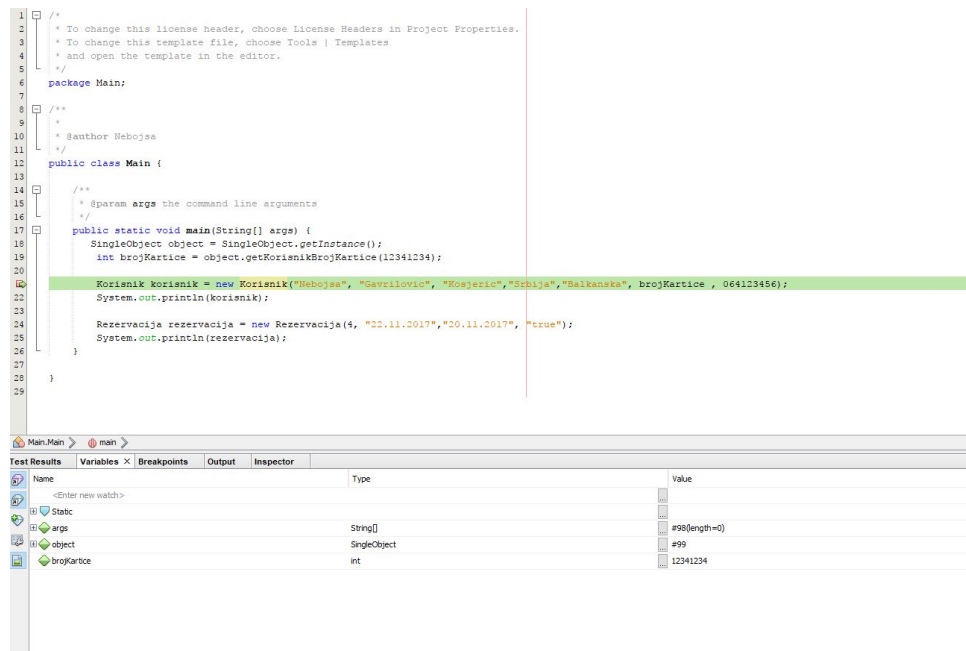 1 /*
2 * To change this license header, choose License Headers in Project Properties.
3 * To change this template file, choose Tools | Templates
4 * and open the template in the editor.
5 */
6 package Main;
7
8 /**
9 *
10 * @author Nebojsa
11 */
12 public class Main {
13
14 /**
15 * @param args the command line arguments
16 */
17 public static void main(String[] args) {
18 SingleObject object = SingleObject.getInstance();
19 int brojKartice = object.getKorisnikBrojKartice(12341234);
20
Korisnik korisnik = new Korisnik("Nebojsa", "Gavrilovic", "Kosjeric","Srbija","Balkanska", brojKartice , 064123456);
22 System.out.println(korisnik);
23
24 Rezervacija rezervacija = new Rezervacija(4, "22.11.2017","20.11.2017", "true");
25 System.out.println(rezervacija);
26 }
27
28 }
29
Main.Main main
Test Results Variables × Breakpoints Output Inspector
Name Type Value
<Enter new watch> ...
Static ...
args String[] ... #98(length=0)
object SingleObject ... #99
brojKartice int ... 12341234